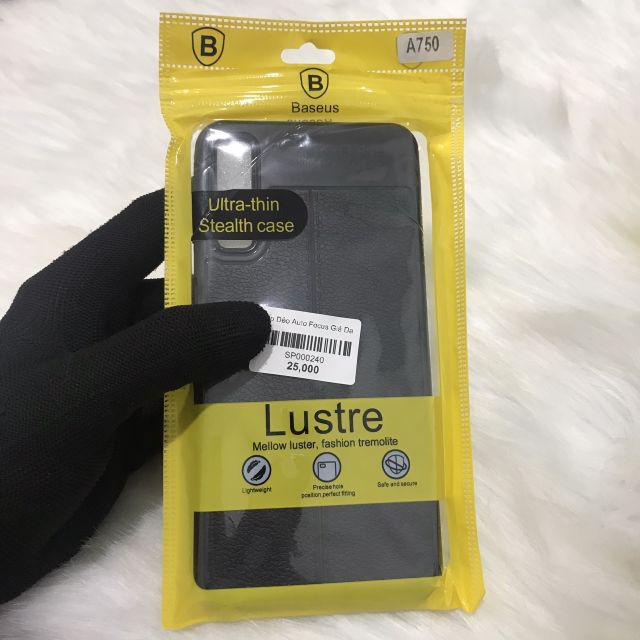 B
A750
B
Baseus
Ultra-thin
Stealth case
Dẻo Auto Focus Giả Da
SP000240
25,000
Lustre
Mellow luster, fashion tremolite
Lightweight
Precise hole
position,perfect fitting
Safe and secure